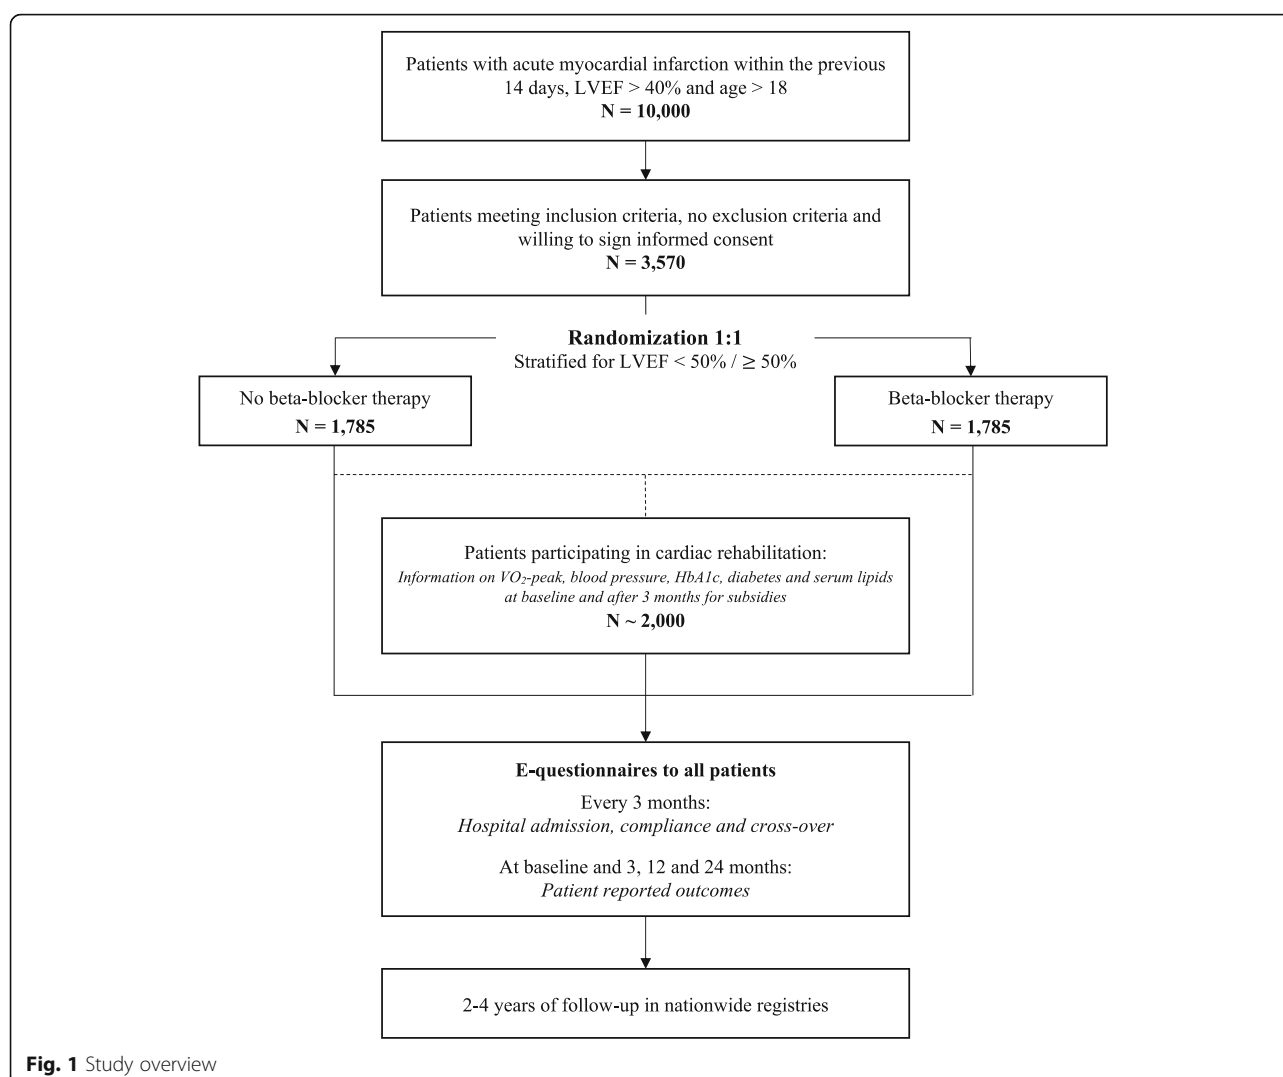 Patients with acute myocardial infarction within the previous
14 days, LVEF > 40% and age > 18
N = 10,000
Patients meeting inclusion criteria, no exclusion criteria and
willing to sign informed consent
N = 3,570
Randomization 1:1
Stratified for LVEF < 50% / ≥ 50%
No beta-blocker therapy
N = 1,785
Beta-blocker therapy
N = 1,785
Patients participating in cardiac rehabilitation:
Information on VO₂-peak, blood pressure, HbA1c, diabetes and serum lipids
at baseline and after 3 months for subsidies
N ~ 2,000
E-questionnaires to all patients
Every 3 months:
Hospital admission, compliance and cross-over
At baseline and 3, 12 and 24 months:
Patient reported outcomes
2-4 years of follow-up in nationwide registries
Fig. 1 Study overview